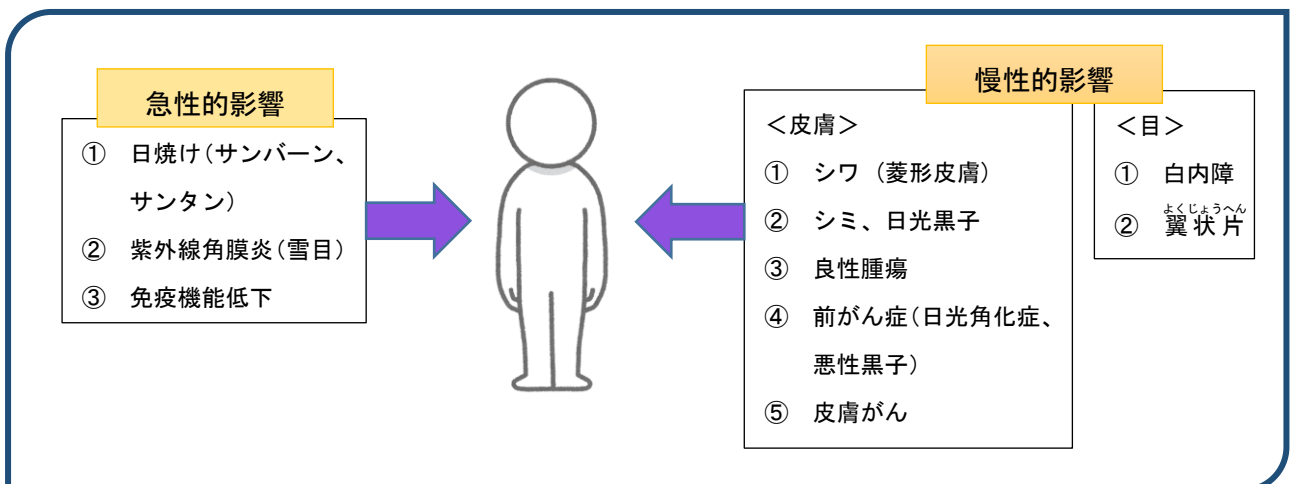 急性的影響
① 日焼け(サンバーン、
サンタン)
② 紫外線角膜炎(雪目)
③ 免疫機能低下
慢性的影響
＜皮膚＞
① シワ（菱形皮膚）
② シミ、日光黒子
③ 良性腫瘍
④ 前がん症(日光角化症、
悪性黒子)
⑤ 皮膚がん
＜目＞
① 白内障
よくじょうへん
② 翼状片